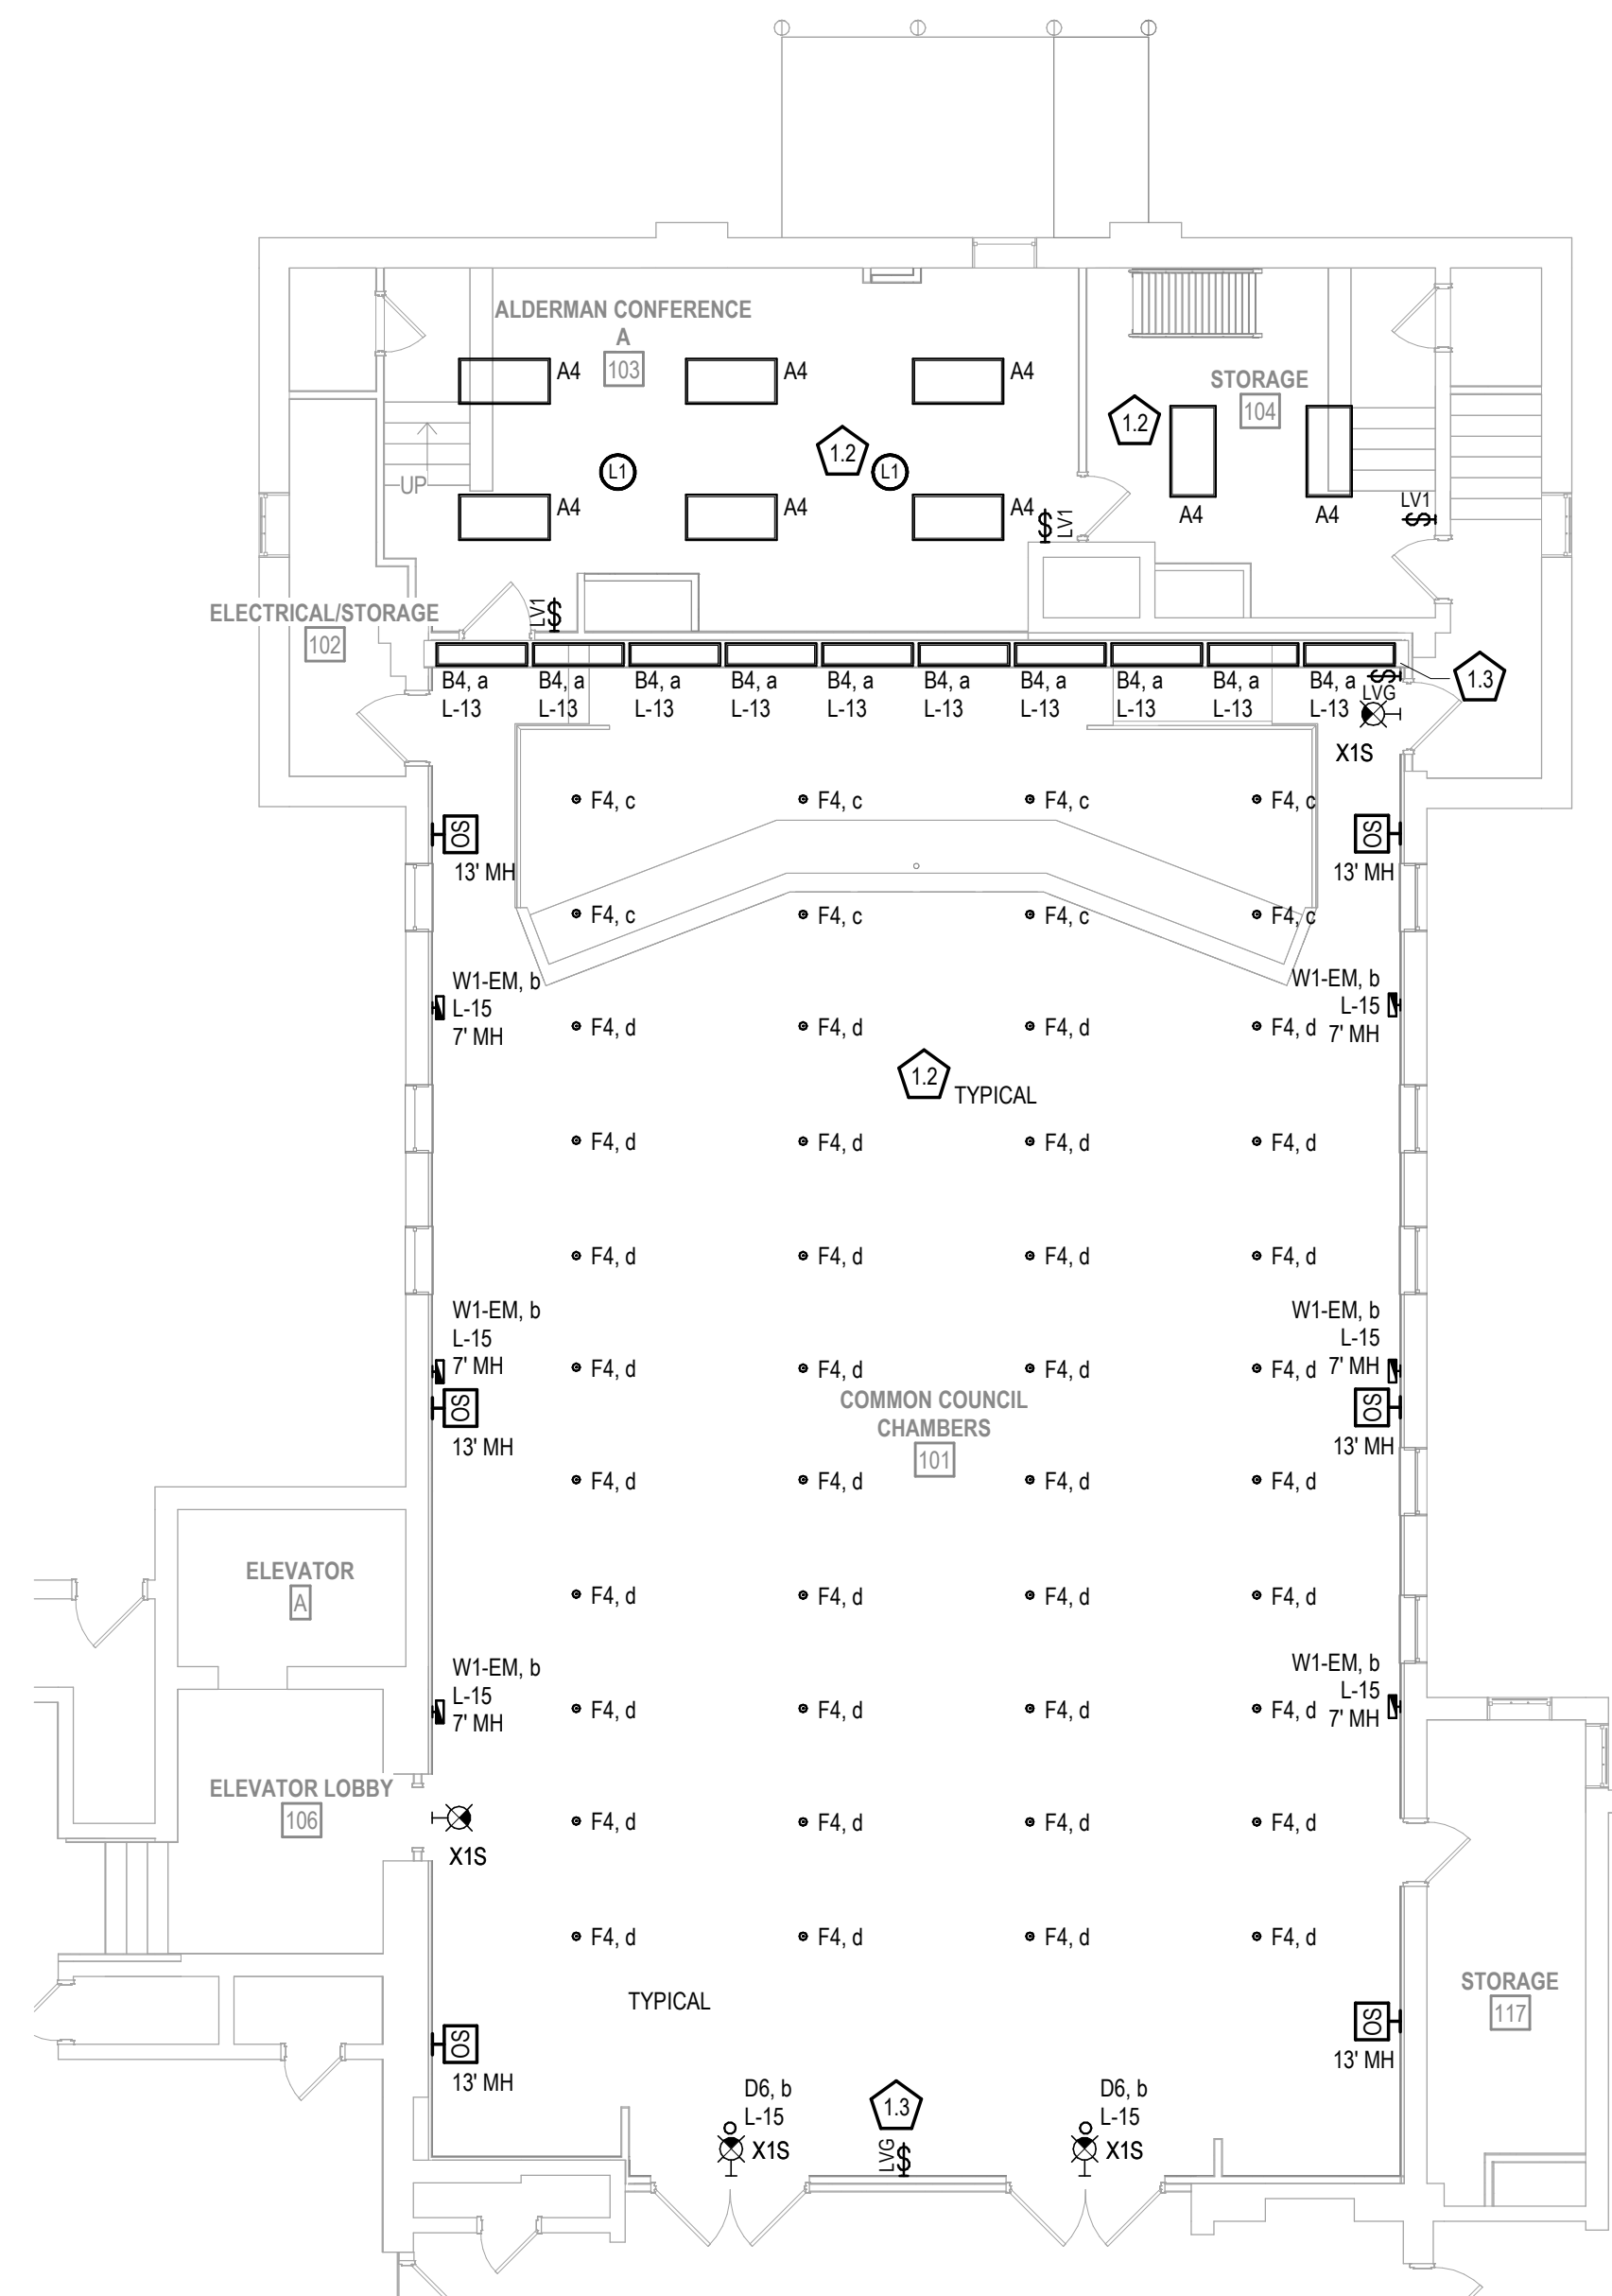 ALDERMAN CONFERENCE
A
103
A4 A4 A4
STORAGE
104
1.2
1.2
L1 L1
UP
A4 A4 A4
LV1
A4 A4
LV1
$
$
LV1
$
ELECTRICAL/STORAGE
102
B4, a B4, a B4, a B4, a B4, a B4, a B4, a B4, a B4, a B4, a
L-13 L-13 L-13 L-13 L-13 L-13 L-13 L-13 L-13 L-13
$
LVG
1.3
X1S
F4, c F4, c F4, c F4, c
OS
13' MH
OS
13' MH
F4, c F4, c F4, c F4, c
W1-EM, b
L-15
7' MH
W1-EM, b
L-15
7' MH
F4, d F4, d F4, d F4, d
1.2
TYPICAL
F4, d F4, d F4, d F4, d
F4, d F4, d F4, d F4, d
W1-EM, b
L-15
7' MH
W1-EM, b
L-15
7' MH
F4, d F4, d F4, d F4, d
OS
13' MH
COMMON COUNCIL
CHAMBERS
101
OS
13' MH
F4, d F4, d F4, d F4, d
ELEVATOR
A
F4, d F4, d F4, d F4, d
W1-EM, b
L-15
7' MH
W1-EM, b
L-15
7' MH
F4, d F4, d F4, d F4, d
ELEVATOR LOBBY
106
X1S
F4, d F4, d F4, d F4, d
F4, d F4, d F4, d F4, d
TYPICAL
STORAGE
117
OS
13' MH
OS
13' MH
D6, b
L-15
X1S
1.3
LVG
$
D6, b
L-15
X1S